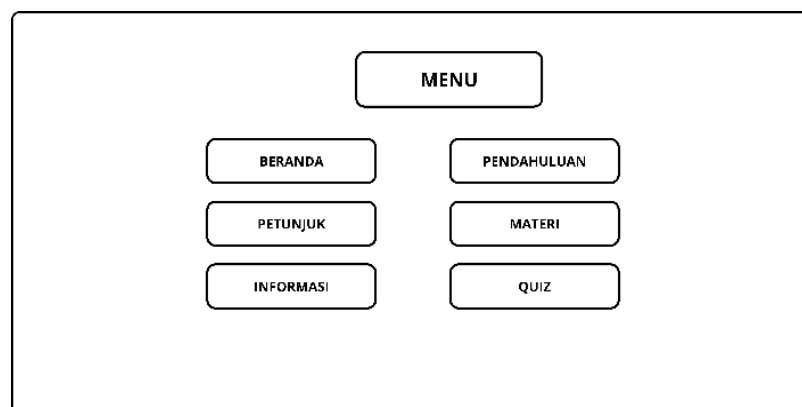 MENU
BERANDA
PENDAHULUAN
PETUNJUK
MATERI
INFORMASI
QUIZ